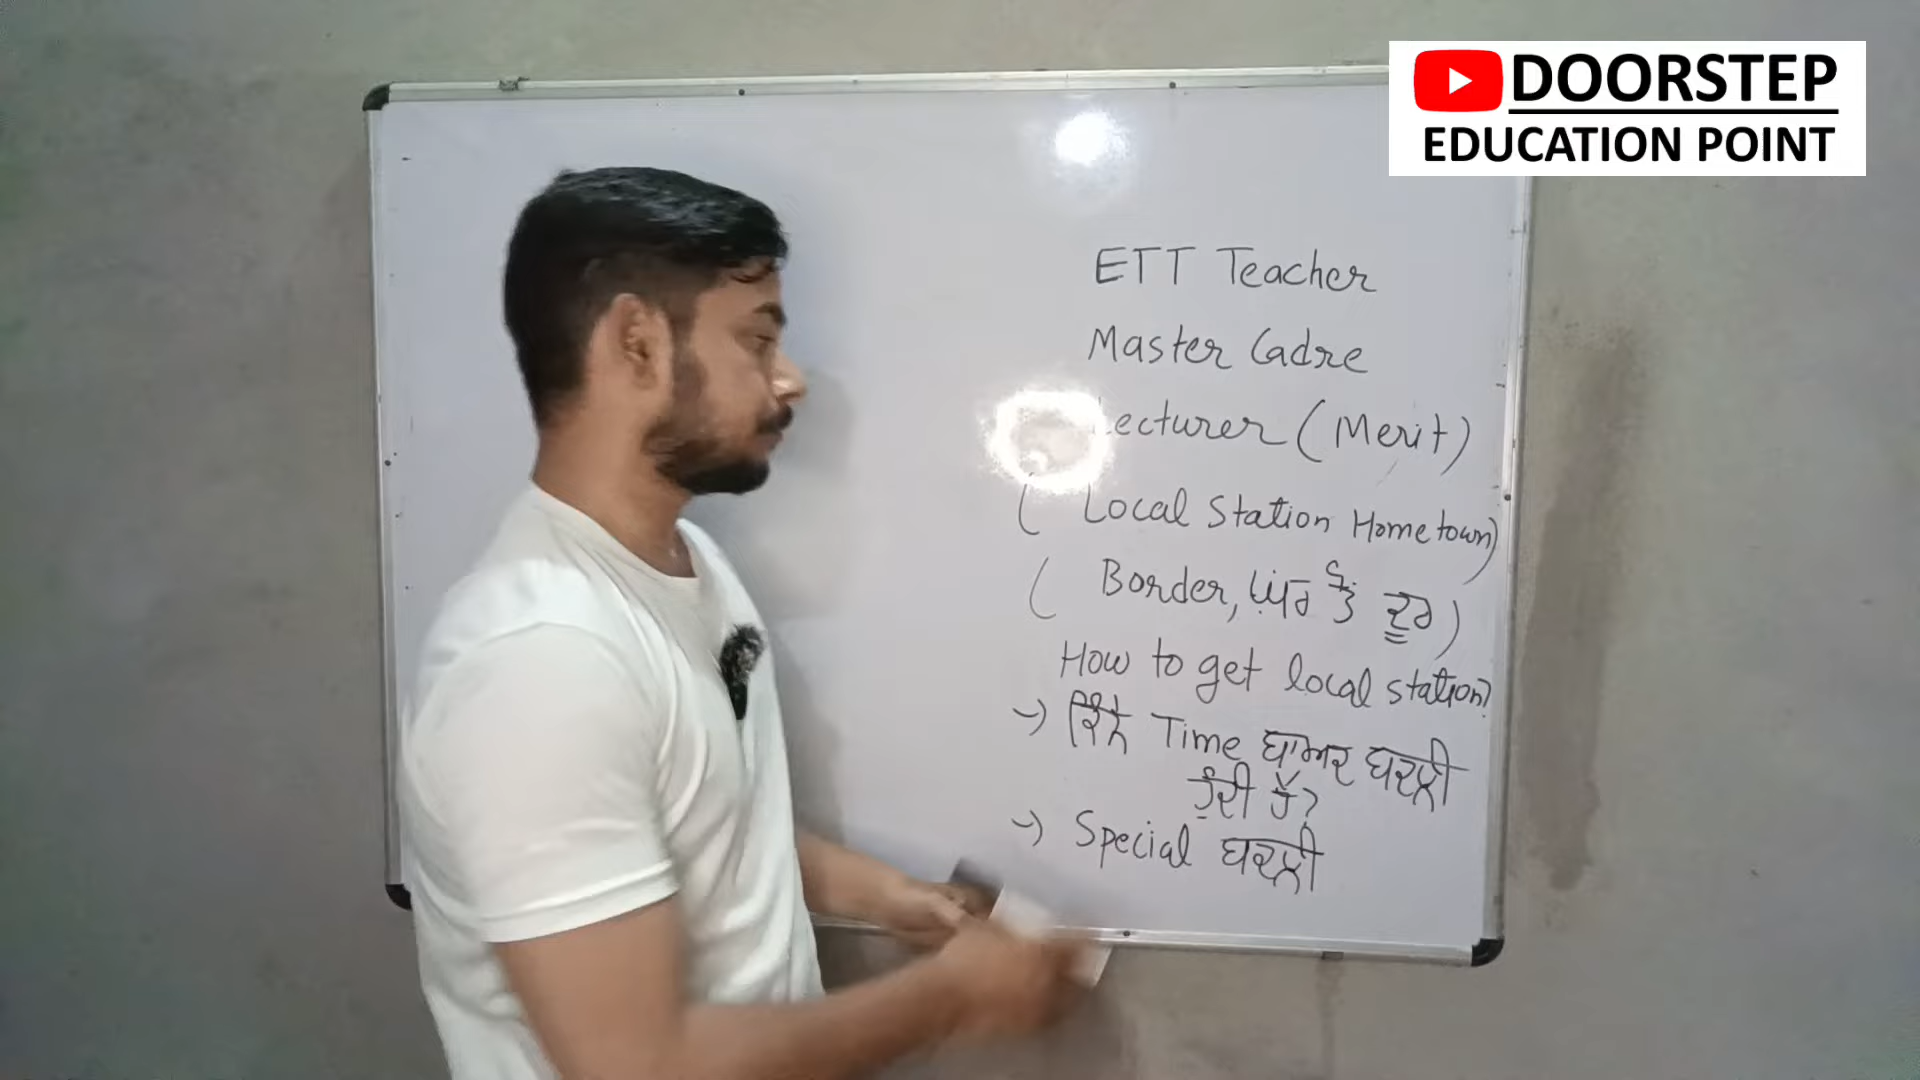 DOORSTEP
EDUCATION POINT
ETT Teacher
Master Cadre
Lecturer (Merit)
( Local Station Hometown)
( Border, ਘਰ ਤੋਂ ਦੂਰ )
How to get local station?
→ ਕਿੰਨੇ Time ਬਾਅਦ ਬਦਲੀ
ਹੁੰਦੀ ਹੈ?
→ Special ਬਦਲੀ